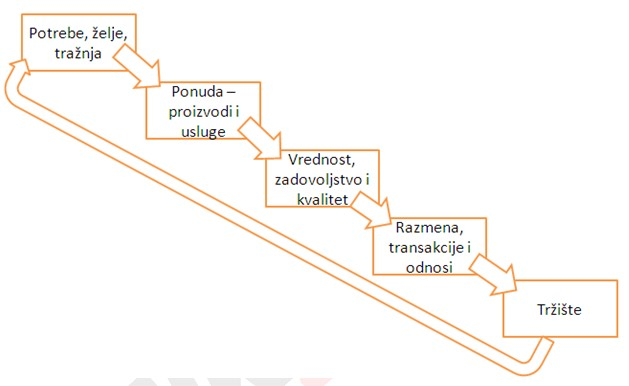 Potrebe, želje,
tražnja
Ponuda –
proizvodi i
usluge
Vrednost,
zadovoljstvo i
kvalitet
Razmena,
transakcije i
odnosi
Tržište